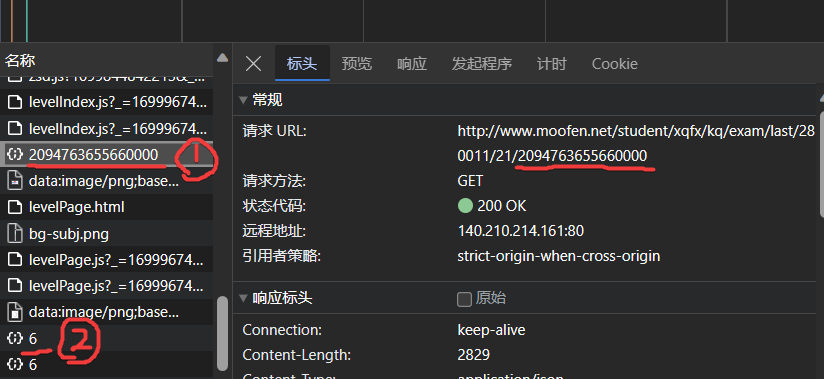 名称
标头 预览 响应 发起程序 计时 Cookie
levelIndex.js?_=16999674...
levelIndex.js?_=16999674...
2094763655660000
1
data:image/png;base...
levelPage.html
bg-subj.png
levelPage.js?_=16999674...
levelPage.js?_=16999674...
data:image/png;base...
6
2
6
常规
请求 URL: http://www.moofen.net/student/xqfx/kq/exam/last/28
0011/21/2094763655660000
请求方法: GET
状态代码: 200 OK
远程地址: 140.210.214.161:80
引用者策略: strict-origin-when-cross-origin
响应标头 原始
Connection: keep-alive
Content-Length: 2829